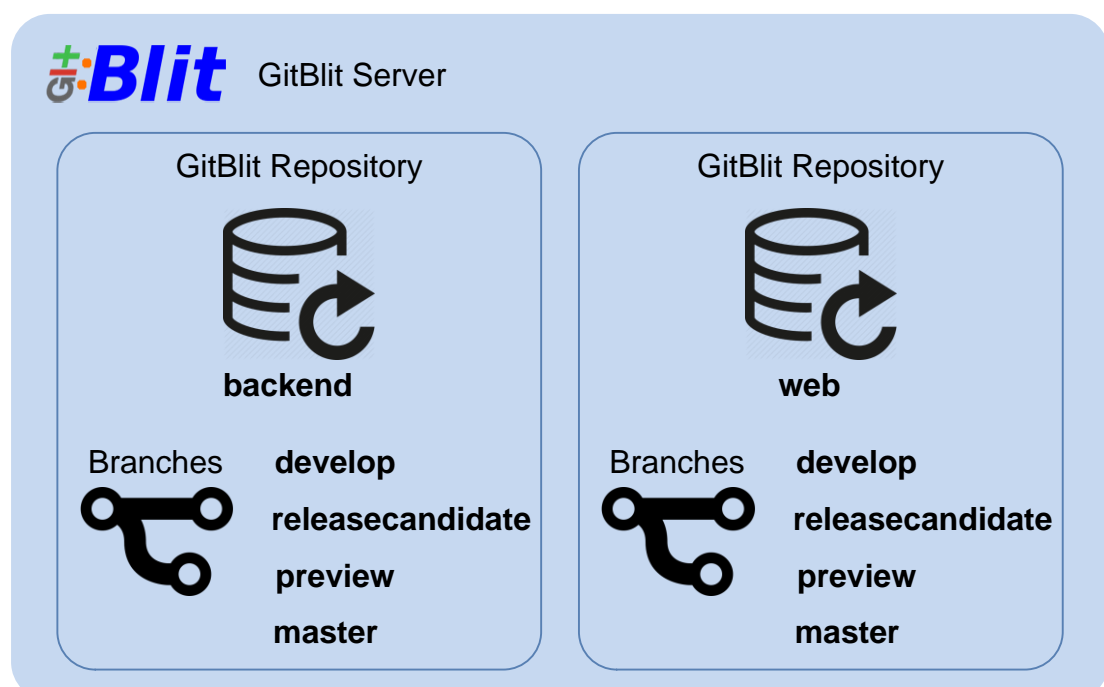 git:Blit GitBlit Server
GitBlit Repository
backend
Branches develop
releasecandidate
preview
master
GitBlit Repository
web
Branches develop
releasecandidate
preview
master